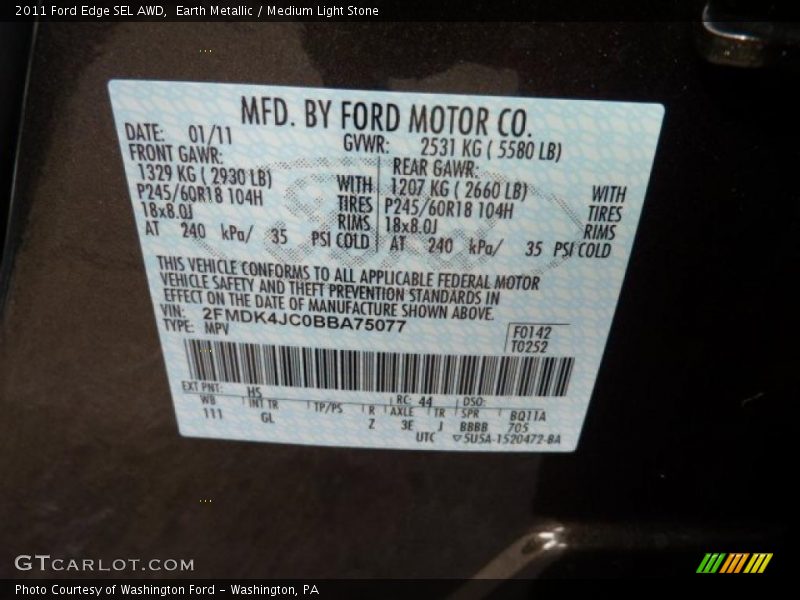 2011 Ford Edge SEL AWD,  Earth Metallic / Medium Light Stone
MFD. BY FORD MOTOR CO.
DATE: 01/11 GVWR: 2531 KG ( 5580 LB)
FRONT GAWR: REAR GAWR:
1329 KG ( 2930 LB) WITH 1207 KG ( 2660 LB) WITH
P245/60R18 104H TIRES P245/60R18 104H TIRES
18x8.0J RIMS 18x8.0J RIMS
AT 240 kPa/ 35 PSI COLD AT 240 kPa/ 35 PSI COLD
THIS VEHICLE CONFORMS TO ALL APPLICABLE FEDERAL MOTOR
VEHICLE SAFETY AND THEFT PREVENTION STANDARDS IN
EFFECT ON THE DATE OF MANUFACTURE SHOWN ABOVE.
VIN: 2FMDK4JC0BBA75077
TYPE: MPV
F0142
T0252
EXT PNT: HS RC: 44 DSO:
WB INT TR TP/PS R AXLE TR SPR BQ11A
111 GL Z 3E J BBBB 705
UTC 5U5A-1520472-BA
GTCARLOT.COM
Photo Courtesy of Washington Ford - Washington, PA